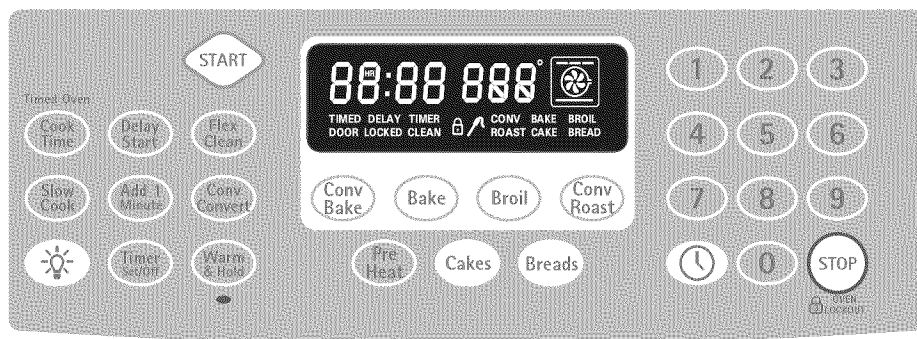 START
88:88 888°
HR
TIMED DELAY TIMER CONV BAKE BROIL
DOOR LOCKED CLEAN ROAST CAKE BREAD
Timed Oven
Cook Time
Delay Start
Flex Clean
Slow Cook
Add 1 Minute
Conv Convert
Timer Set/Off
Warm & Hold
Conv Bake
Bake
Broil
Conv Roast
Pre Heat
Cakes
Breads
1 2 3
4 5 6
7 8 9
0
STOP
OVEN
LOCKOUT